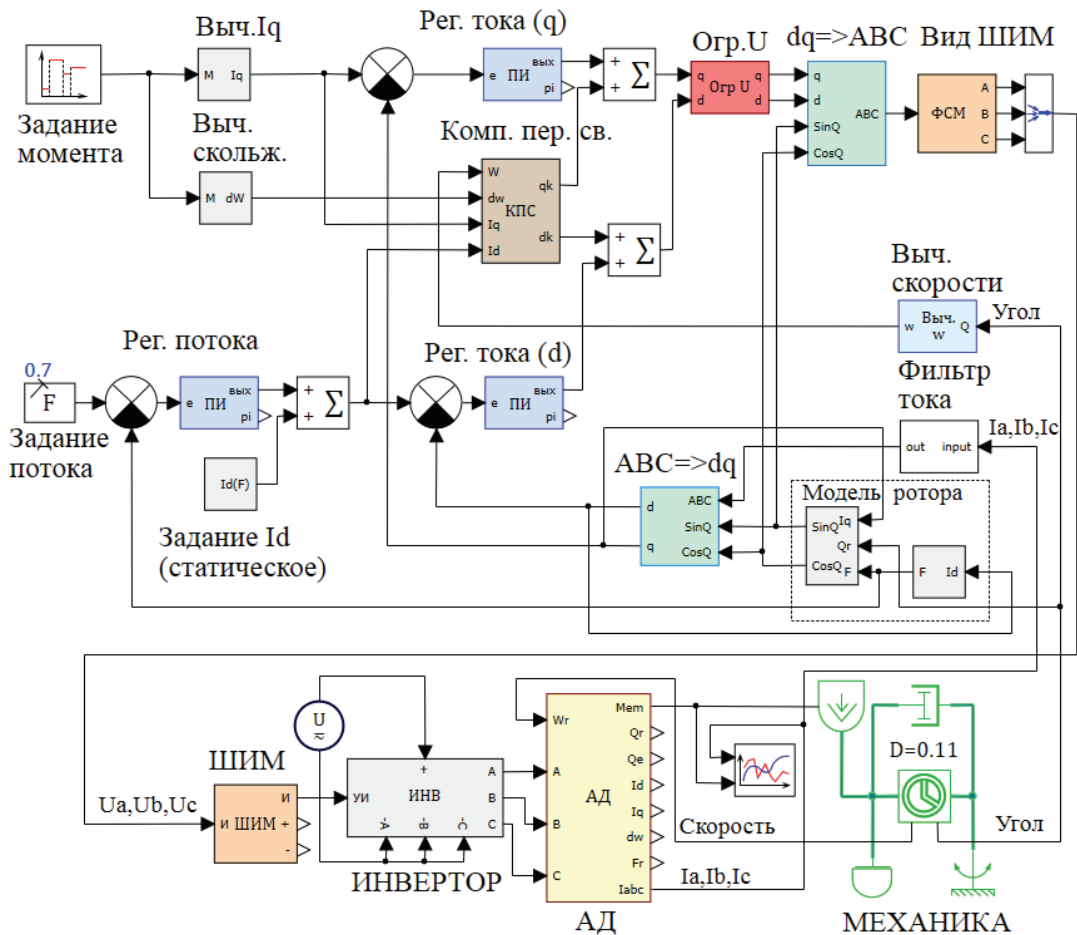 Выч.Iq
Рег. тока (q)
Огр.U
dq=>ABC
Вид ШИМ
M Iq
e ПИ вых
pi
+
+
Σ
q q
Огр U
d d
q
d
SinQ
CosQ
ABC
ФСМ
A
B
C
Задание
момента
Выч.
скольж.
M dW
Комп. пер. св.
W
dw
Iq
Id
КПС
qk
dk
+
+
Σ
Выч.
скорости
w Выч. Q
w
Угол
Рег. потока
Рег. тока (d)
0.7
F
e ПИ вых
pi
+
+
Σ
e ПИ вых
pi
Фильтр
тока
Ia,Ib,Ic
out input
Задание
потока
Id(F)
Задание Id
(статическое)
ABC=>dq
d
q
ABC
SinQ
CosQ
Модель ротора
SinQ
CosQ
Iq
Qr
F
F Id
U
≂
ШИМ
Ua,Ub,Uc
И ШИМ И
+
-
УИ ИНВ
+
-A
-B
-C
A
B
C
ИНВЕРТОР
Wr
A
B
C
АД
Mem
Qr
Qe
Id
Iq
dw
Fr
Iabc
АД
D=0.11
Скорость
Угол
Ia,Ib,Ic
МЕХАНИКА